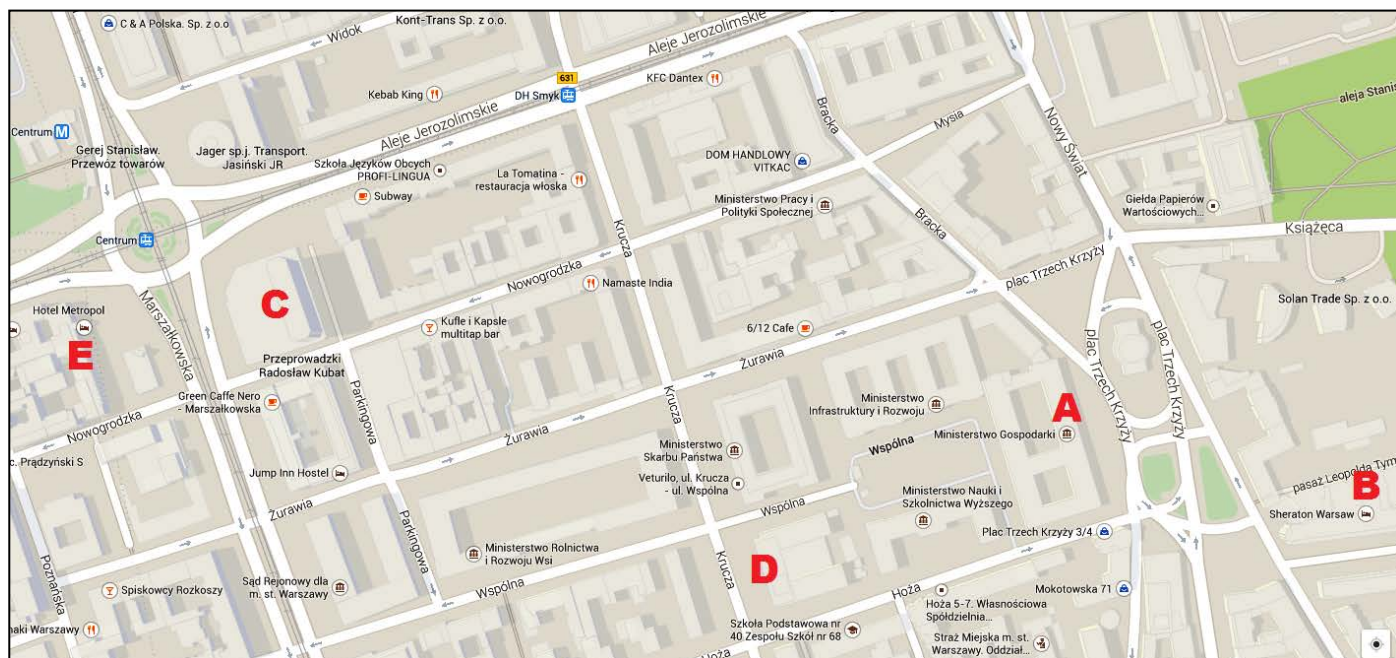 C & A Polska. Sp. z o.o
Kont-Trans Sp. z o.o.
Widok
Aleje Jerozolimskie
631
DH Smyk
KFC Dantex
Kebab King
Aleje Jerozolimskie
Bracka
Mysia
Nowy Świat
aleja Stanis
Centrum M
Gerej Stanisław.
Przewóz towarów
Jager sp.j. Transport.
Jasiński JR
Szkoła Języków Obcych
PROFI-LINGUA
Subway
La Tomatina -
restauracja włoska
DOM HANDLOWY
VITKAC
Ministerstwo Pracy i
Polityki Społecznej
Giełda Papierów
Wartościowych...
Książęca
Krucza
Bracka
Centrum
Nowogrodzka
Namaste India
plac Trzech Krzyży
Solan Trade Sp. z o.o.
Hotel Metropol
E
Marszałkowska
C
Kufle i Kapsle
multitap bar
6/12 Cafe
Żurawia
plac Trzech Krzyży
plac Trzech Krzyży
Przeprowadzki
Radosław Kubat
Green Caffe Nero
- Marszałkowska
Parkingowa
Krucza
Ministerstwo
Infrastruktury i Rozwoju
A
Ministerstwo Gospodarki
Nowogrodzka
c. Prądzyński S
Żurawia
Ministerstwo
Skarbu Państwa
Wspólna
Jump Inn Hostel
Veturilo, ul. Krucza
- ul. Wspólna
Ministerstwo Nauki i
Szkolnictwa Wyższego
pasaż Leopolda Tym
B
Sheraton Warsaw
Żurawia
Parkingowa
Wspólna
Plac Trzech Krzyży 3/4
Poznańska
Ministerstwo Rolnictwa
i Rozwoju Wsi
Krucza
D
Spiskowcy Rozkoszy
Sąd Rejonowy dla
m. st. Warszawy
Wspólna
Hoża
Mokotowska 71
Hoża 5-7. Własnościowa
Spółdzielnia...
naki Warszawy
Szkoła Podstawowa nr
40 Zespołu Szkół nr 68
Straż Miejska m. st.
Warszawy. Oddział...
Hoża